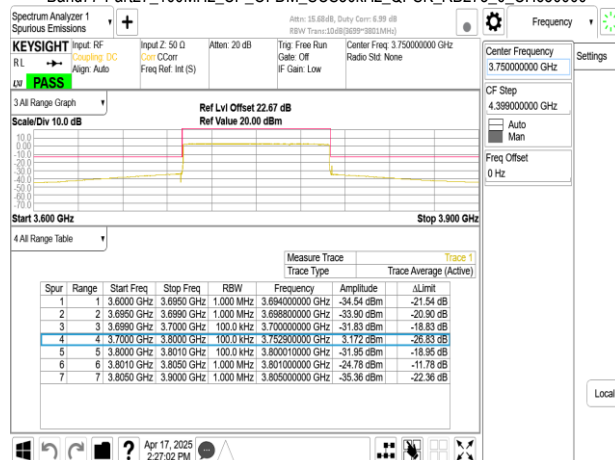 Spectrum Analyzer 1
Spurious Emissions
Attn: 15.68dB, Duty Corr: 6.99 dB
RBW Trans:10dB(3699~3801MHz)
Frequency
Settings
KEYSIGHT
RL
PASS
Input: RF
Coupling: DC
Align: Auto
Input Z: 50 Ω
Corr CCorr
Freq Ref: Int (S)
Atten: 20 dB
Trig: Free Run
Gate: Off
IF Gain: Low
Center Freq: 3.750000000 GHz
Radio Std: None
Center Frequency
3.750000000 GHz
CF Step
4.399000000 GHz
Auto
Man
Freq Offset
0 Hz
3 All Range Graph
Scale/Div 10.0 dB
Ref Lvl Offset 22.67 dB
Ref Value 20.00 dBm
10.0
0.00
-10.0
-20.0
-30.0
-40.0
-50.0
-60.0
-70.0
Start 3.600 GHz
Stop 3.900 GHz
4 All Range Table
Measure Trace Trace 1
Trace Type Trace Average (Active)
Spur Range Start Freq Stop Freq RBW Frequency Amplitude ΔLimit
1 1 3.6000 GHz 3.6950 GHz 1.000 MHz 3.694000000 GHz -34.54 dBm -21.54 dB
2 2 3.6950 GHz 3.6990 GHz 1.000 MHz 3.698800000 GHz -33.90 dBm -20.90 dB
3 3 3.6990 GHz 3.7000 GHz 100.0 kHz 3.700000000 GHz -31.83 dBm -18.83 dB
4 4 3.7000 GHz 3.8000 GHz 100.0 kHz 3.752900000 GHz 3.172 dBm -26.83 dB
5 5 3.8000 GHz 3.8010 GHz 100.0 kHz 3.800010000 GHz -31.95 dBm -18.95 dB
6 6 3.8010 GHz 3.8050 GHz 1.000 MHz 3.801000000 GHz -24.78 dBm -11.78 dB
7 7 3.8050 GHz 3.9000 GHz 1.000 MHz 3.805000000 GHz -35.36 dBm -22.36 dB
Local
Apr 17, 2025
2:27:02 PM